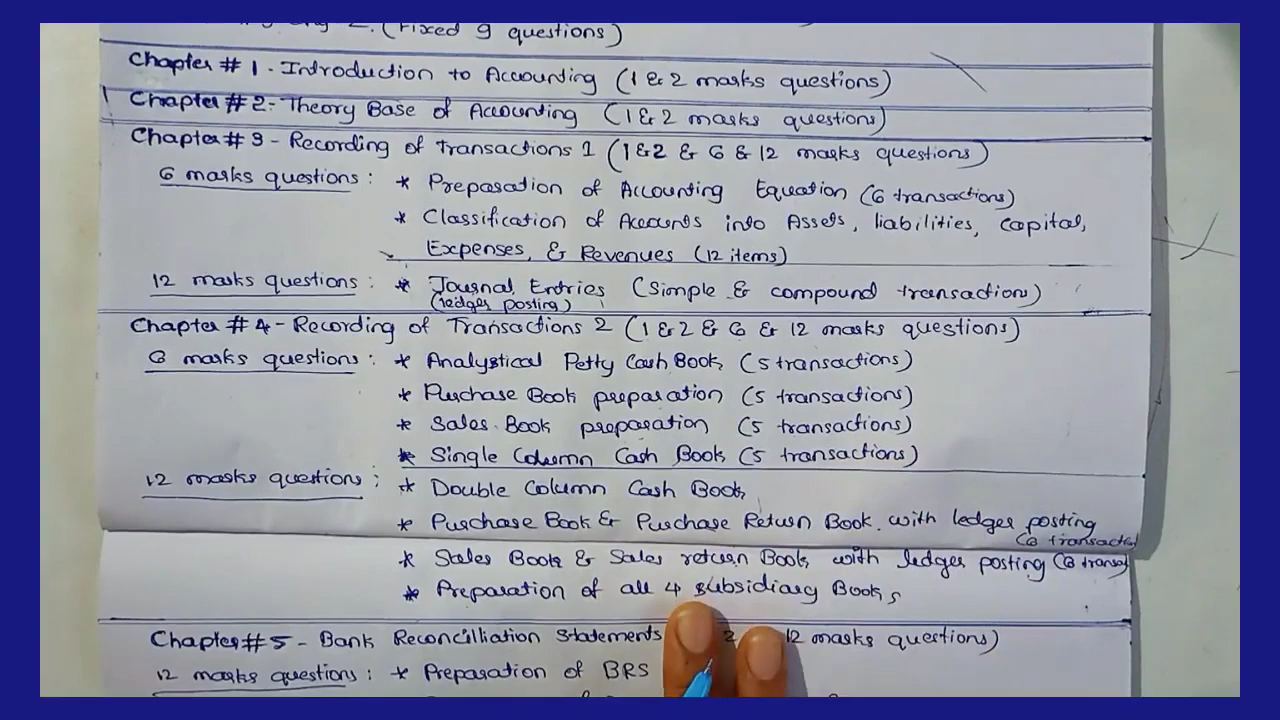 2. (Fixed 9 questions)
Chapter # 1 - Introduction to Accounting (1 & 2 marks questions)
Chapter # 2 - Theory Base of Accounting (1 & 2 marks questions)
Chapter # 3 - Recording of transactions 1 (1 & 2 & 6 & 12 marks questions)
6 marks questions : * Preparation of Accounting Equation (6 transactions)
* Classification of Accounts into Assets, liabilities, capital,
Expenses, & Revenues (12 items)
12 marks questions : * Journal Entries (Simple & compound transaction)
(ledger posting)
Chapter # 4 - Recording of Transactions 2 (1 & 2 & 6 & 12 marks questions)
6 marks questions : * Analystical Petty Cash Book (5 transactions)
* Purchase Book preparation (5 transactions)
* Sales Book preparation (5 transactions)
* Single Column Cash Book (5 transactions)
12 marks questions : * Double Column Cash Book
* Purchase Book & Purchase Return Book with ledger posting
* Sales Book & Sales return Book with ledger posting
* Preparation of all 4 subsidiary Books
Chapter # 5 - Bank Reconcilliation Statements 2 12 marks questions)
12 marks questions : * Preparation of BRS